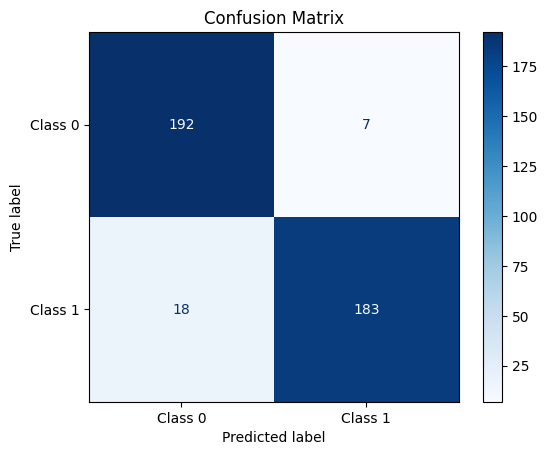 Confusion Matrix
True label
Class 0
192
7
Class 1
18
183
Class 0
Class 1
Predicted label
175
150
125
100
75
50
25